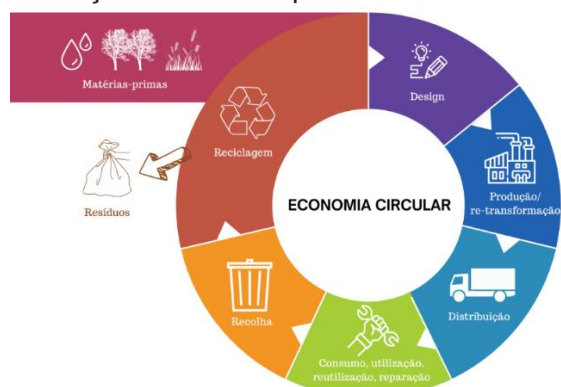 Matérias-primas
Design
Reciclagem
Produção/
re-transformação
Resíduos
ECONOMIA CIRCULAR
Distribuição
Recolha
Consumo, utilização,
reutilização, reparação